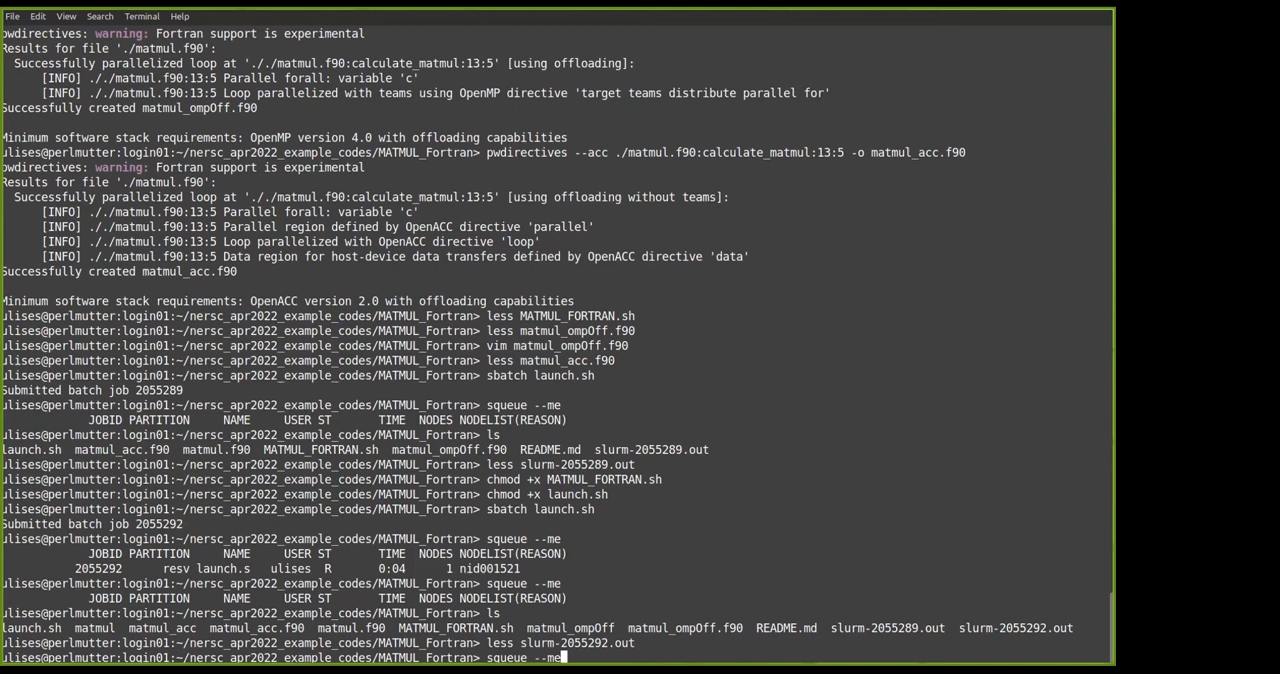 File Edit View Search Terminal Help
pwdirectives: warning: Fortran support is experimental
Results for file './matmul.f90':
Successfully parallelized loop at '././matmul.f90:calculate_matmul:13:5' [using offloading]:
[INFO] ././matmul.f90:13:5 Parallel forall: variable 'c'
[INFO] ././matmul.f90:13:5 Loop parallelized with teams using OpenMP directive 'target teams distribute parallel for'
Successfully created matmul_ompOff.f90
Minimum software stack requirements: OpenMP version 4.0 with offloading capabilities
ulises@perlmutter:login01:~/nersc_apr2022_example_codes/MATMUL_Fortran> pwdirectives --acc ./matmul.f90:calculate_matmul:13:5 -o matmul_acc.f90
pwdirectives: warning: Fortran support is experimental
Results for file './matmul.f90':
Successfully parallelized loop at '././matmul.f90:calculate_matmul:13:5' [using offloading without teams]:
[INFO] ././matmul.f90:13:5 Parallel forall: variable 'c'
[INFO] ././matmul.f90:13:5 Parallel region defined by OpenACC directive 'parallel'
[INFO] ././matmul.f90:13:5 Loop parallelized with OpenACC directive 'loop'
[INFO] ././matmul.f90:13:5 Data region for host-device data transfers defined by OpenACC directive 'data'
Successfully created matmul_acc.f90
Minimum software stack requirements: OpenACC version 2.0 with offloading capabilities
ulises@perlmutter:login01:~/nersc_apr2022_example_codes/MATMUL_Fortran> less MATMUL_FORTRAN.sh
ulises@perlmutter:login01:~/nersc_apr2022_example_codes/MATMUL_Fortran> less matmul_ompOff.f90
ulises@perlmutter:login01:~/nersc_apr2022_example_codes/MATMUL_Fortran> vim matmul_ompOff.f90
ulises@perlmutter:login01:~/nersc_apr2022_example_codes/MATMUL_Fortran> less matmul_acc.f90
ulises@perlmutter:login01:~/nersc_apr2022_example_codes/MATMUL_Fortran> sbatch launch.sh
Submitted batch job 2055289
ulises@perlmutter:login01:~/nersc_apr2022_example_codes/MATMUL_Fortran> squeue --me
JOBID PARTITION NAME USER ST TIME NODES NODELIST(REASON)
ulises@perlmutter:login01:~/nersc_apr2022_example_codes/MATMUL_Fortran> ls
launch.sh matmul_acc.f90 matmul.f90 MATMUL_FORTRAN.sh matmul_ompOff.f90 README.md slurm-2055289.out
ulises@perlmutter:login01:~/nersc_apr2022_example_codes/MATMUL_Fortran> less slurm-2055289.out
ulises@perlmutter:login01:~/nersc_apr2022_example_codes/MATMUL_Fortran> chmod +x MATMUL_FORTRAN.sh
ulises@perlmutter:login01:~/nersc_apr2022_example_codes/MATMUL_Fortran> chmod +x launch.sh
ulises@perlmutter:login01:~/nersc_apr2022_example_codes/MATMUL_Fortran> sbatch launch.sh
Submitted batch job 2055292
ulises@perlmutter:login01:~/nersc_apr2022_example_codes/MATMUL_Fortran> squeue --me
JOBID PARTITION NAME USER ST TIME NODES NODELIST(REASON)
2055292 resv launch.s ulises R 0:04 1 nid001521
ulises@perlmutter:login01:~/nersc_apr2022_example_codes/MATMUL_Fortran> squeue --me
JOBID PARTITION NAME USER ST TIME NODES NODELIST(REASON)
ulises@perlmutter:login01:~/nersc_apr2022_example_codes/MATMUL_Fortran> ls
launch.sh matmul matmul_acc matmul_acc.f90 matmul.f90 MATMUL_FORTRAN.sh matmul_ompOff matmul_ompOff.f90 README.md slurm-2055289.out slurm-2055292.out
ulises@perlmutter:login01:~/nersc_apr2022_example_codes/MATMUL_Fortran> less slurm-2055292.out
ulises@perlmutter:login01:~/nersc_apr2022_example_codes/MATMUL_Fortran> squeue --me